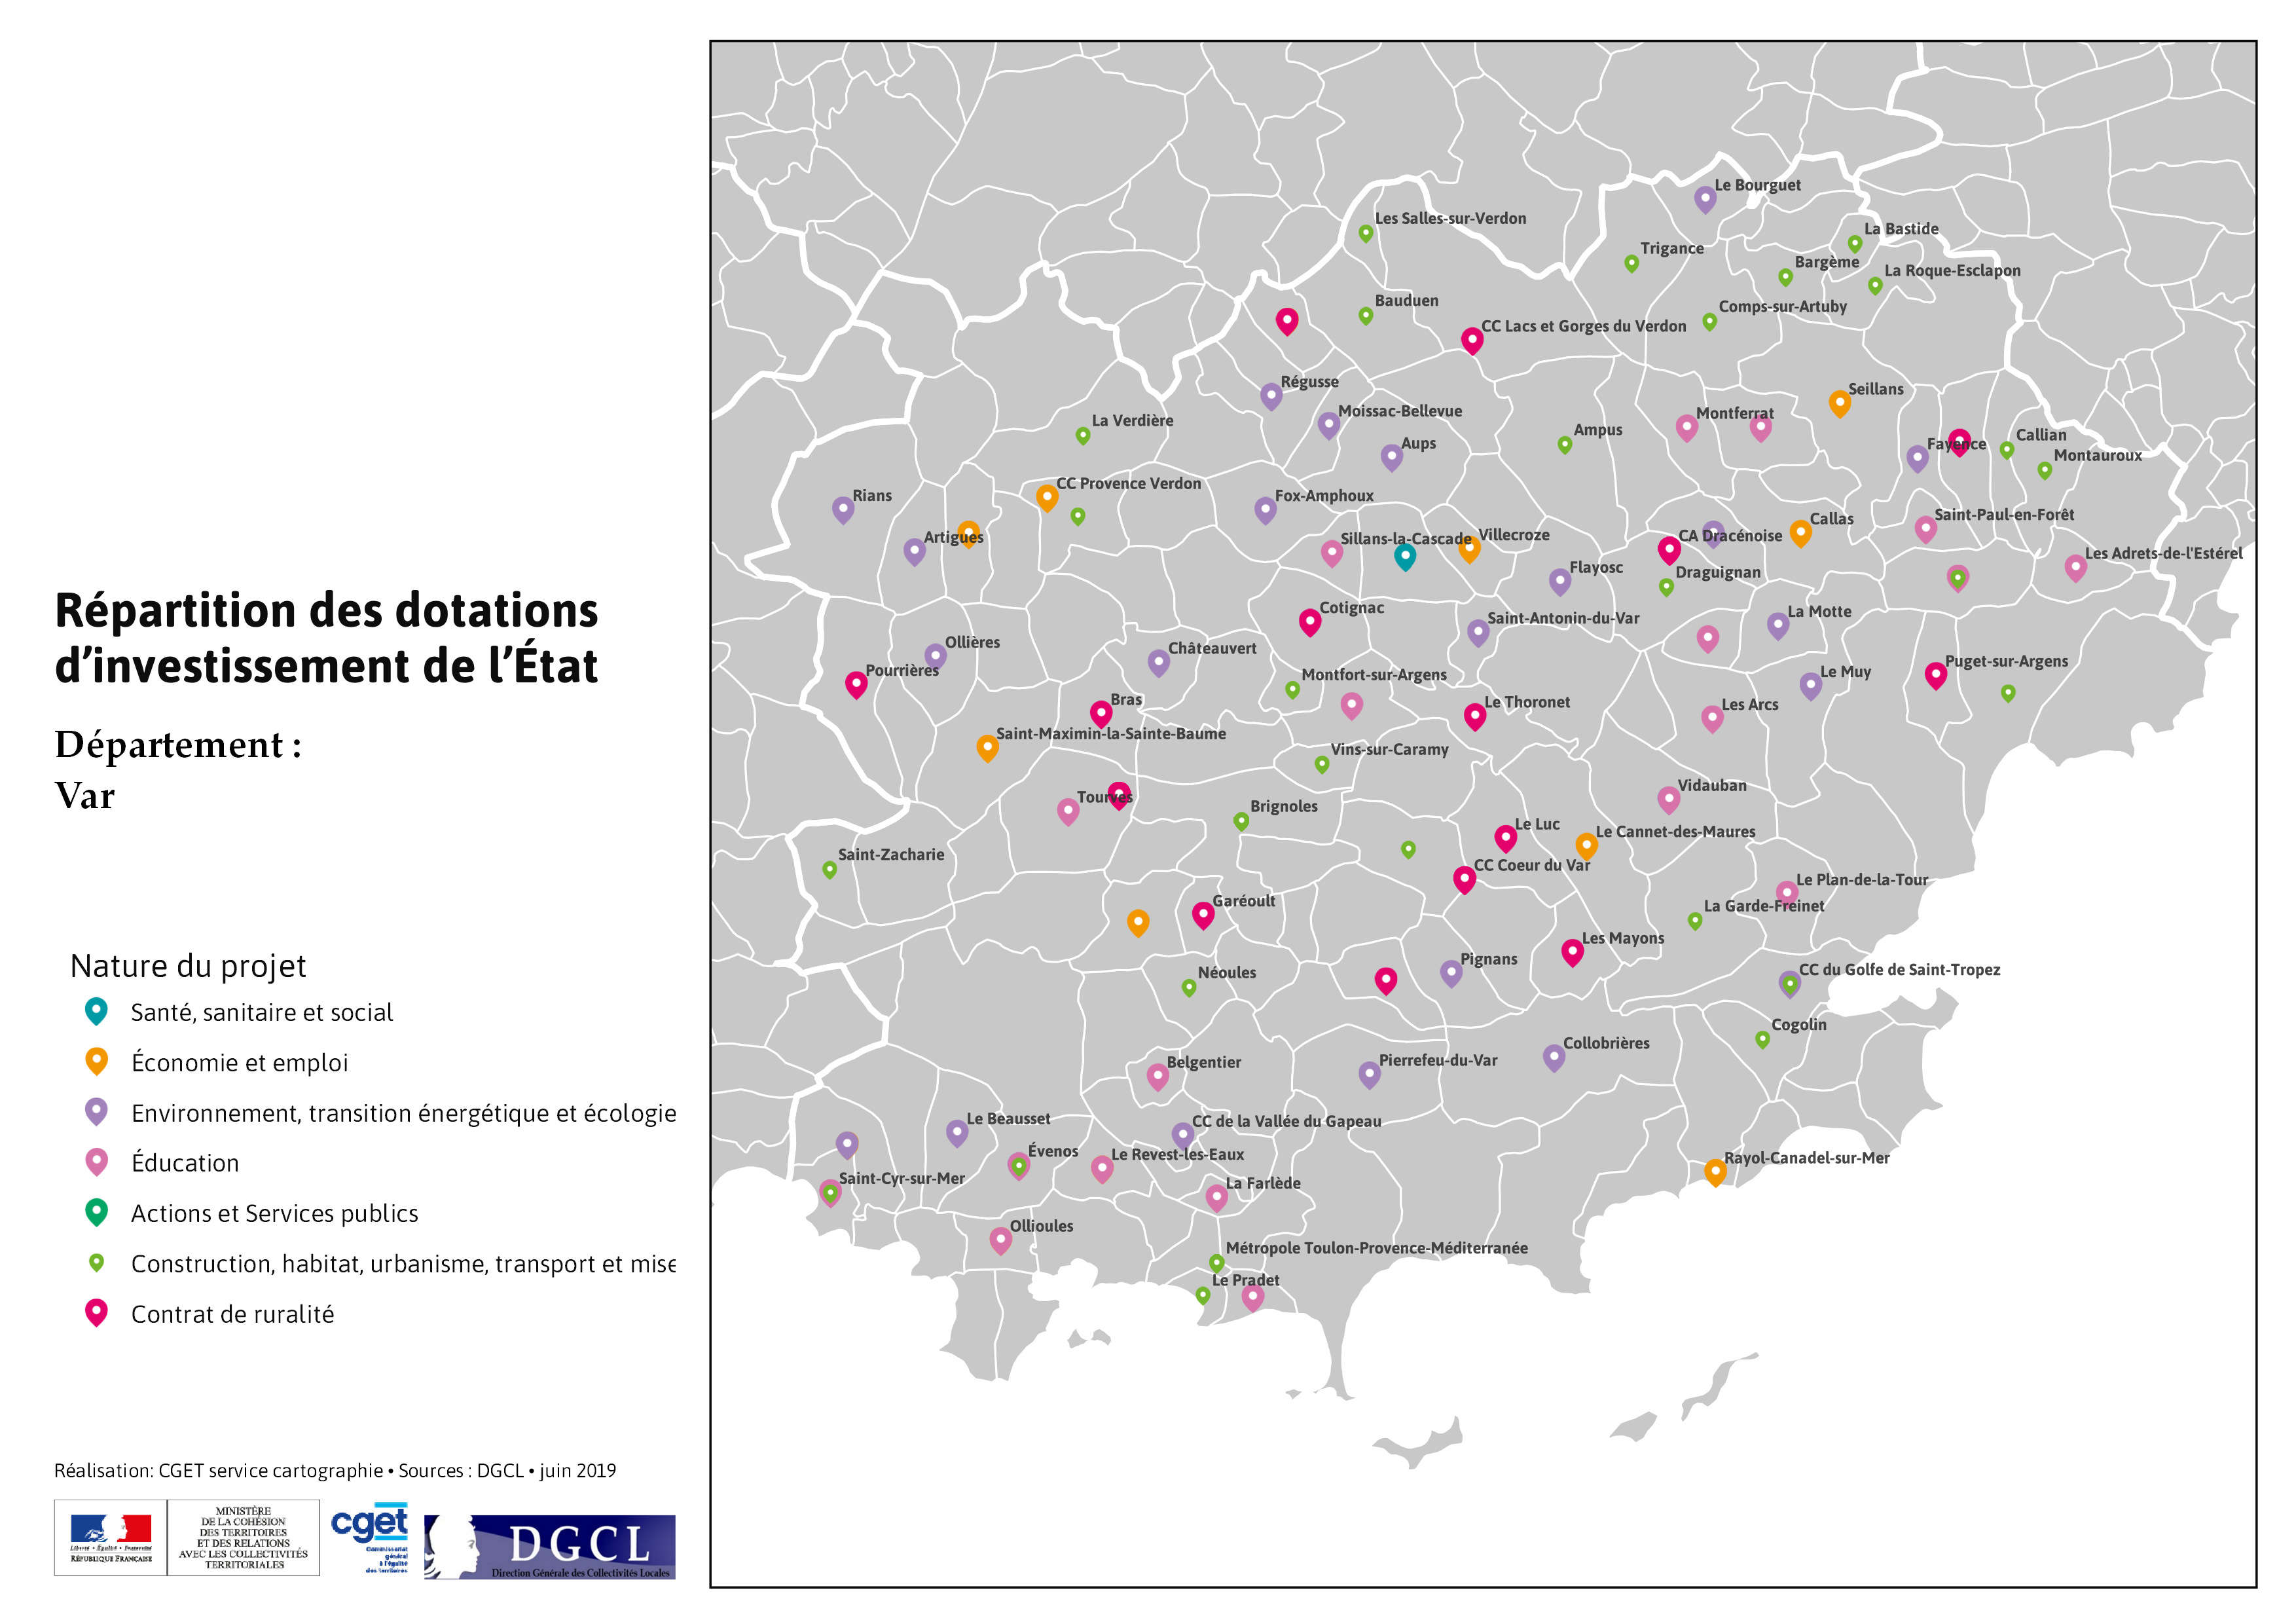 Répartition des dotations
d’investissement de l’État
Département :
Var
Nature du projet
Santé, sanitaire et social
Économie et emploi
Environnement, transition énergétique et écologie
Éducation
Actions et Services publics
Construction, habitat, urbanisme, transport et mise
Contrat de ruralité
Réalisation: CGET service cartographie • Sources : DGCL • juin 2019
Liberté • Égalité • Fraternité
RÉPUBLIQUE FRANÇAISE
MINISTÈRE
DE LA COHÉSION
DES TERRITOIRES
ET DES RELATIONS
AVEC LES COLLECTIVITÉS
TERRITORIALES
cget
Commissariat
général
à l'égalité
des territoires
DGCL
Direction Générale des Collectivités Locales
Le Bourguet
Les Salles-sur-Verdon
La Bastide
Trigance
Bargème
La Roque-Esclapon
Bauduen
Comps-sur-Artuby
CC Lacs et Gorges du Verdon
Régusse
Seillans
Moissac-Bellevue
Montferrat
La Verdière
Ampus
Callian
Aups
Fayence
Montauroux
CC Provence Verdon
Rians
Fox-Amphoux
Saint-Paul-en-Forêt
Callas
Artigues
Sillans-la-Cascade
Villecroze
CA Dracénoise
Les Adrets-de-l'Estérel
Flayosc
Draguignan
Cotignac
La Motte
Saint-Antonin-du-Var
Ollières
Châteauvert
Puget-sur-Argens
Pourrières
Montfort-sur-Argens
Le Muy
Bras
Le Thoronet
Les Arcs
Saint-Maximin-la-Sainte-Baume
Vins-sur-Caramy
Vidauban
Tourves
Brignoles
Le Luc
Le Cannet-des-Maures
Saint-Zacharie
CC Coeur du Var
Le Plan-de-la-Tour
Garéoult
La Garde-Freinet
Les Mayons
Pignans
CC du Golfe de Saint-Tropez
Néoules
Cogolin
Collobrières
Belgentier
Pierrefeu-du-Var
Le Beausset
CC de la Vallée du Gapeau
Évenos
Le Revest-les-Eaux
Rayol-Canadel-sur-Mer
Saint-Cyr-sur-Mer
La Farlède
Ollioules
Métropole Toulon-Provence-Méditerranée
Le Pradet